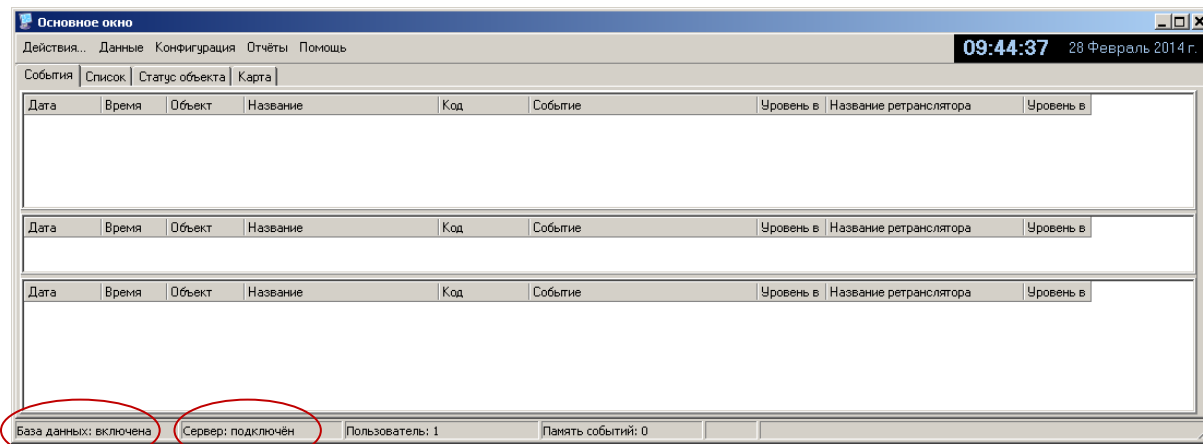 Основное окно
Действия... Данные Конфигурация Отчёты Помощь 09:44:37 28 Февраль 2014 г.
События Список Статус объекта Карта
Дата Время Объект Название Код Событие Уровень в Название ретранслятора Уровень в
Дата Время Объект Название Код Событие Уровень в Название ретранслятора Уровень в
Дата Время Объект Название Код Событие Уровень в Название ретранслятора Уровень в
База данных: включена Сервер: подключён Пользователь: 1 Память событий: 0